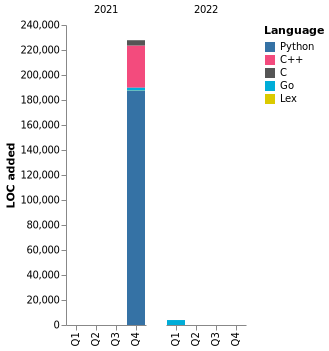 2021 2022
Language
Python
C++
C
Go
Lex
LOC added
240,000
220,000
200,000
180,000
160,000
140,000
120,000
100,000
80,000
60,000
40,000
20,000
0
Q1 Q2 Q3 Q4 Q1 Q2 Q3 Q4